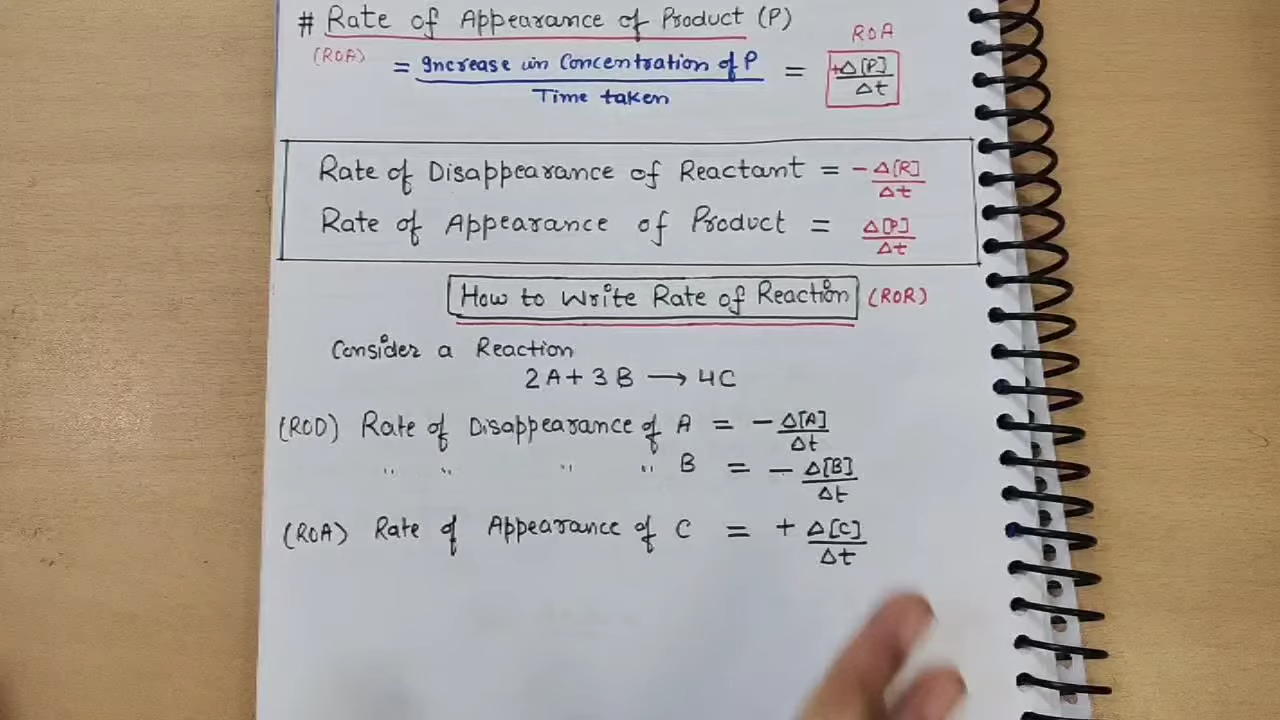 # Rate of Appearance of Product (P)
(ROA) = Increase in Concentration of P / Time taken = ROA +Δ[P] / Δt
Rate of Disappearance of Reactant = - Δ[R] / Δt
Rate of Appearance of Product = Δ[P] / Δt
How to Write Rate of Reaction (ROR)
Consider a Reaction
2A + 3B → 4C
(ROD) Rate of Disappearance of A = - Δ[A] / Δt
" " " " B = - Δ[B] / Δt
(ROA) Rate of Appearance of C = + Δ[C] / Δt